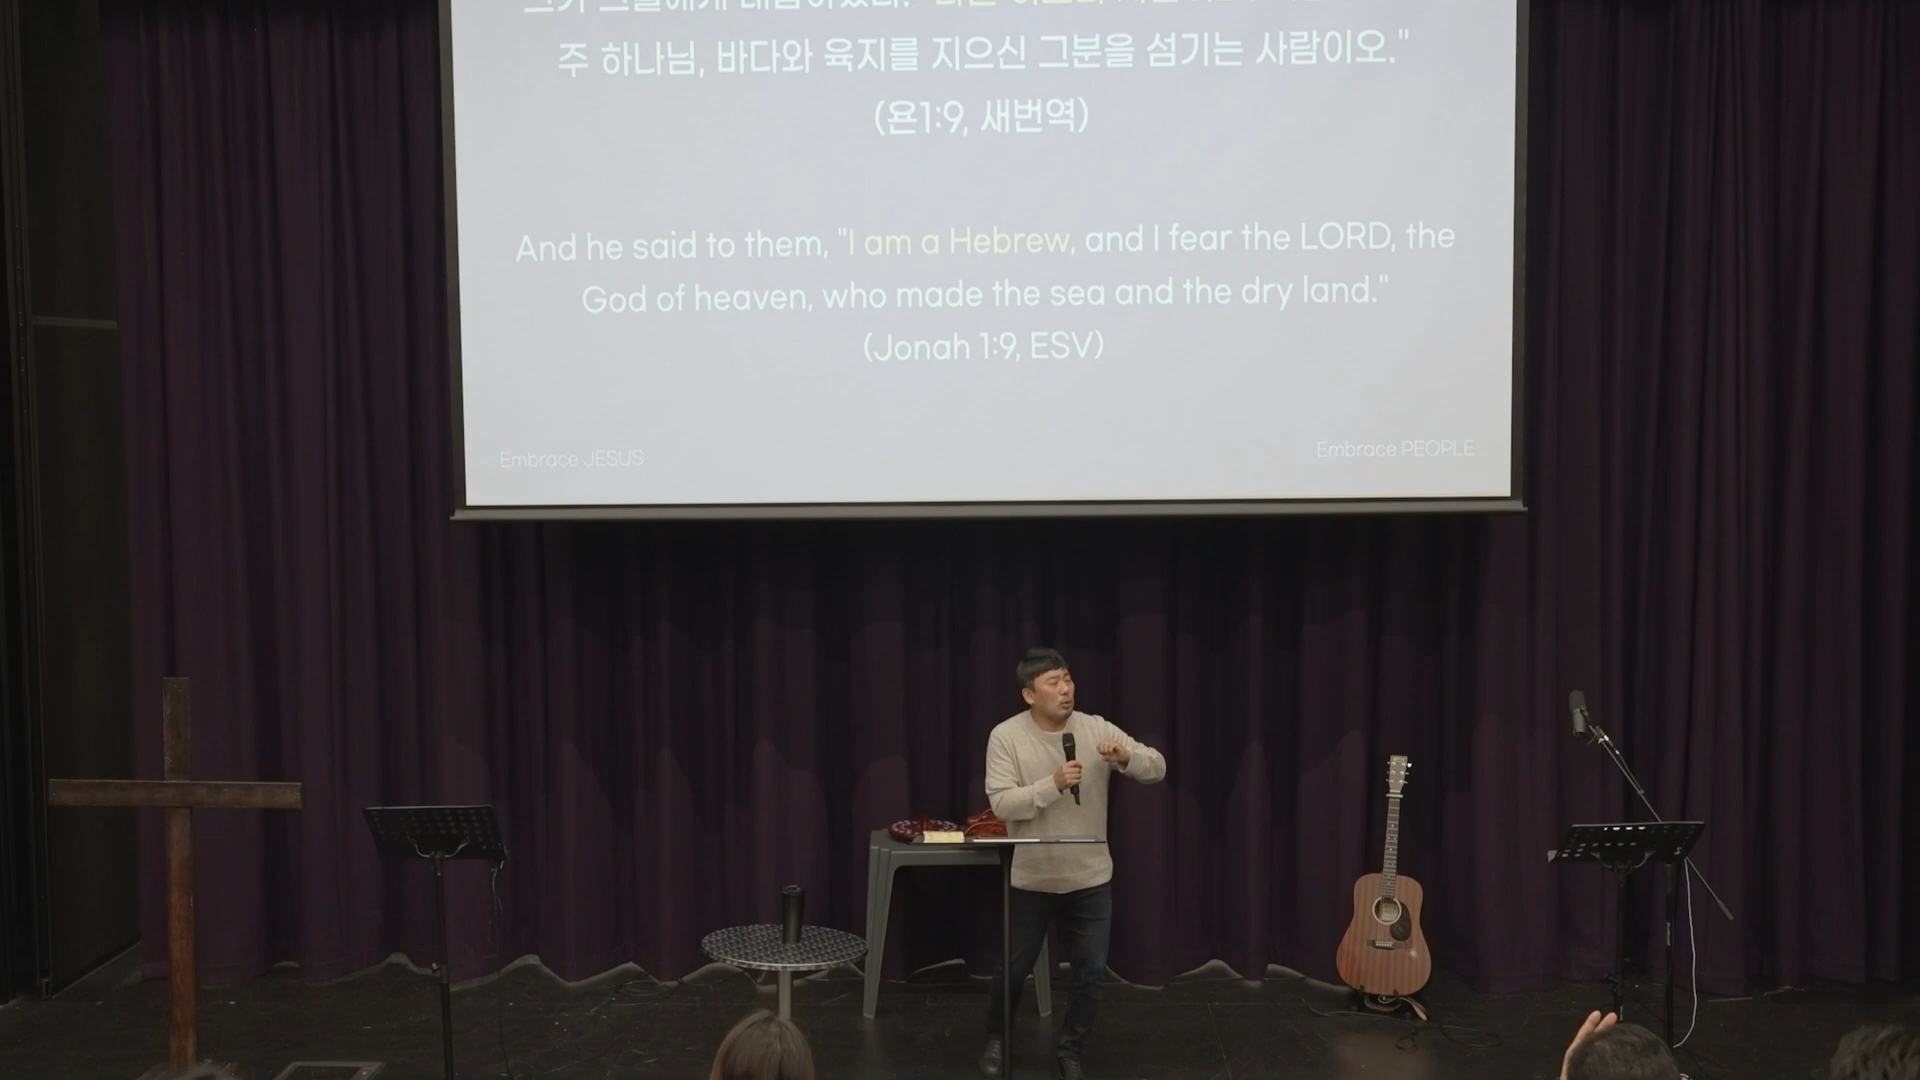 주 하나님, 바다와 육지를 지으신 그분을 섬기는 사람이오."
(욘1:9, 새번역)
And he said to them, "I am a Hebrew, and I fear the LORD, the
God of heaven, who made the sea and the dry land."
(Jonah 1:9, ESV)
Embrace JESUS
Embrace PEOPLE